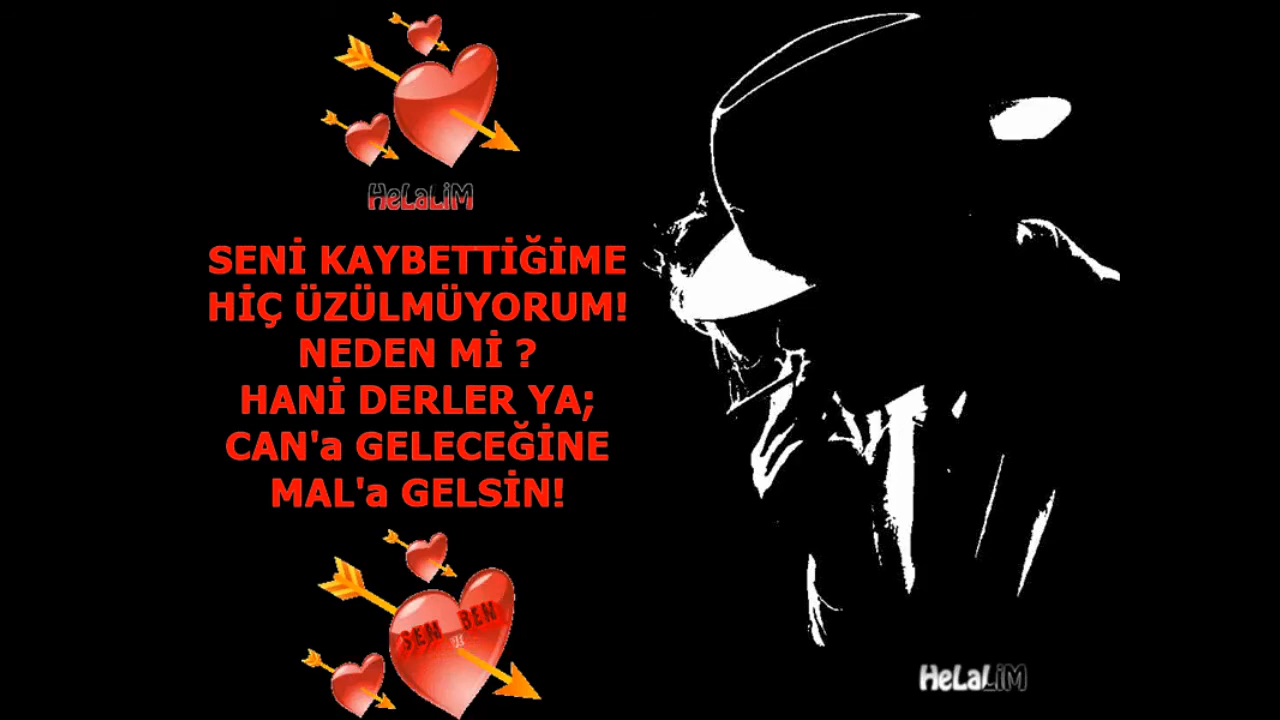 HeLaLiM
SENİ KAYBETTİĞİME
HİÇ ÜZÜLMÜYORUM!
NEDEN Mİ ?
HANİ DERLER YA;
CAN'a GELECEĞİNE
MAL'a GELSİN!
SEN VE BEN
HeLaLiM